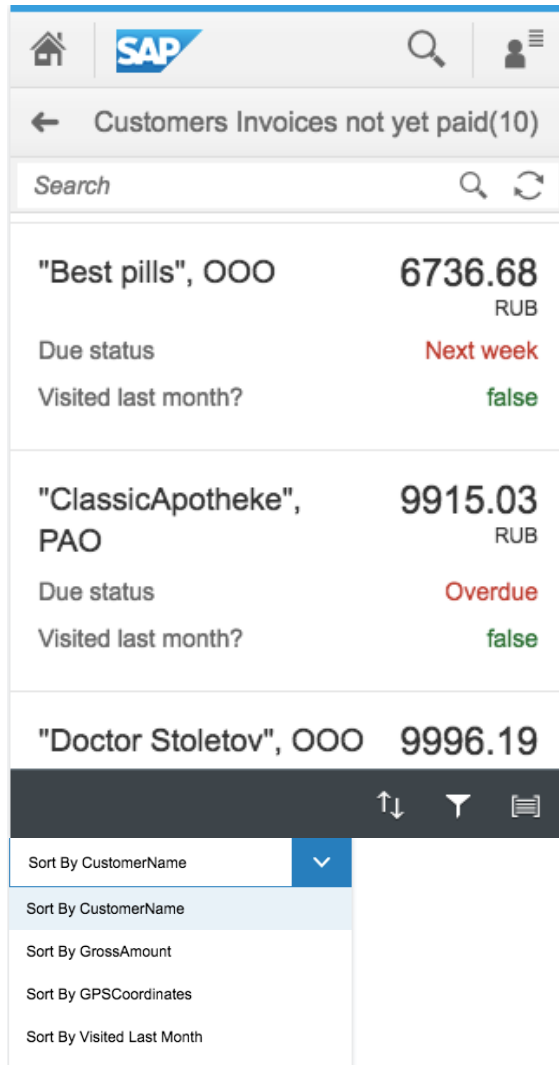 SAP
Customers Invoices not yet paid(10)
Search
"Best pills", OOO 6736.68
RUB
Due status Next week
Visited last month? false
"ClassicApotheke", 9915.03
PAO RUB
Due status Overdue
Visited last month? false
"Doctor Stoletov", OOO 9996.19
Sort By CustomerName
Sort By CustomerName
Sort By GrossAmount
Sort By GPSCoordinates
Sort By Visited Last Month